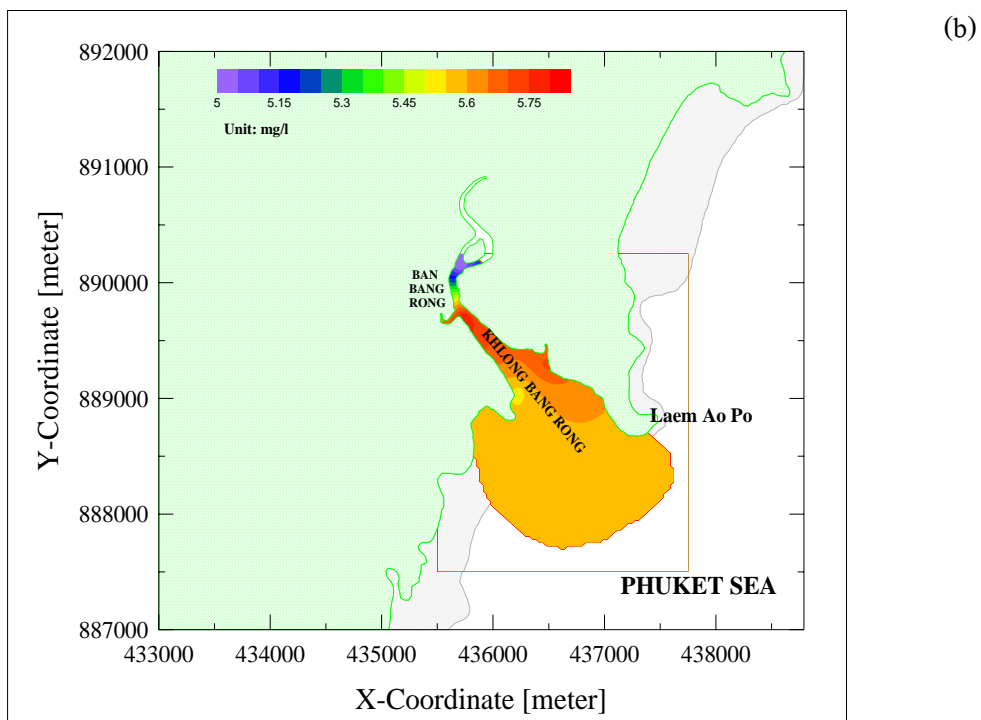 (b)
892000
5 5.15 5.3 5.45 5.6 5.75
Unit: mg/l
891000
890000
BAN
BANG
RONG
KHLONG BANG RONG
889000
Laem Ao Po
888000
PHUKET SEA
887000
433000 434000 435000 436000 437000 438000
X-Coordinate [meter]
Y-Coordinate [meter]